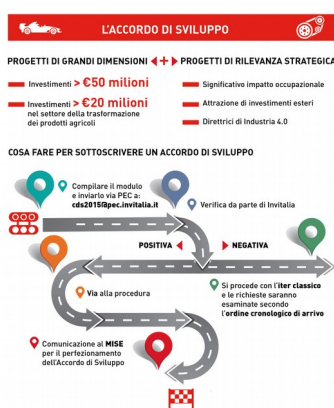 L'ACCORDO DI SVILUPPO
PROGETTI DI GRANDI DIMENSIONI
Investimenti > €50 milioni
Investimenti > €20 milioni
nel settore della trasformazione
dei prodotti agricoli
+
PROGETTI DI RILEVANZA STRATEGICA
Significativo impatto occupazionale
Attrazione di investimenti esteri
Direttrici di Industria 4.0
COSA FARE PER SOTTOSCRIVERE UN ACCORDO DI SVILUPPO
Compilare il modulo
e inviarlo via PEC a:
cds2015@pec.invitalia.it
Verifica da parte di Invitalia
POSITIVA
NEGATIVA
Via alla procedura
Si procede con l'iter classico
e le richieste saranno
esaminate secondo
l'ordine cronologico di arrivo
Comunicazione al MISE
per il perfezionamento
dell'Accordo di Sviluppo